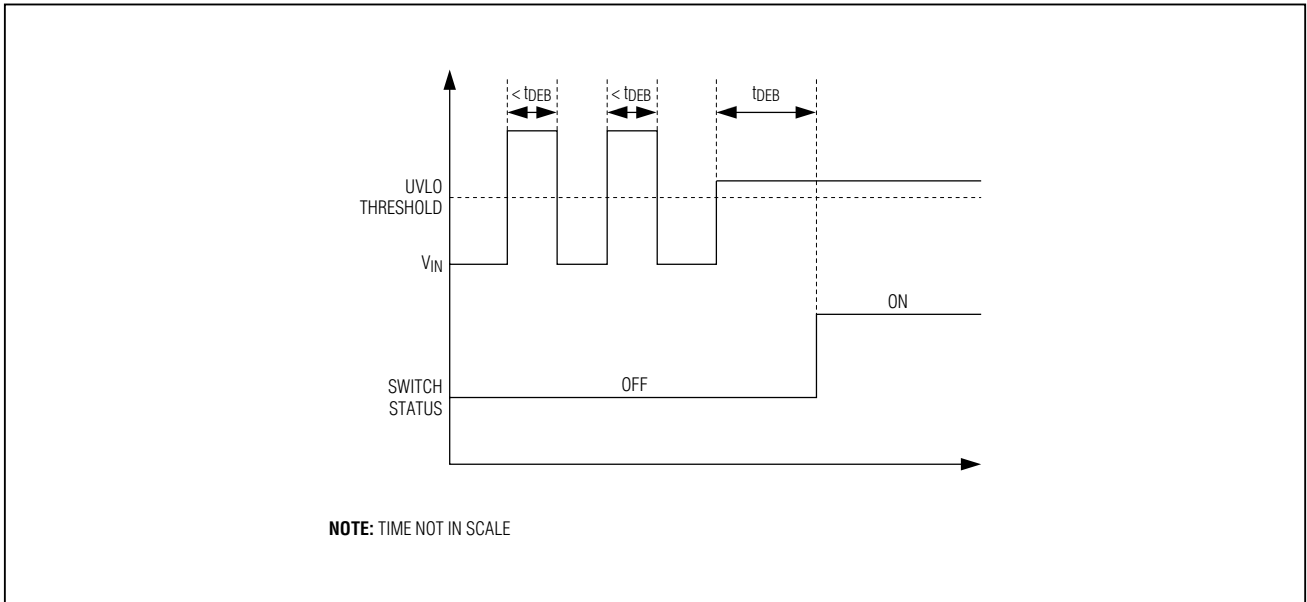 < tDEB
< tDEB
tDEB
UVLO
THRESHOLD
VIN
ON
SWITCH
STATUS
OFF
NOTE: TIME NOT IN SCALE